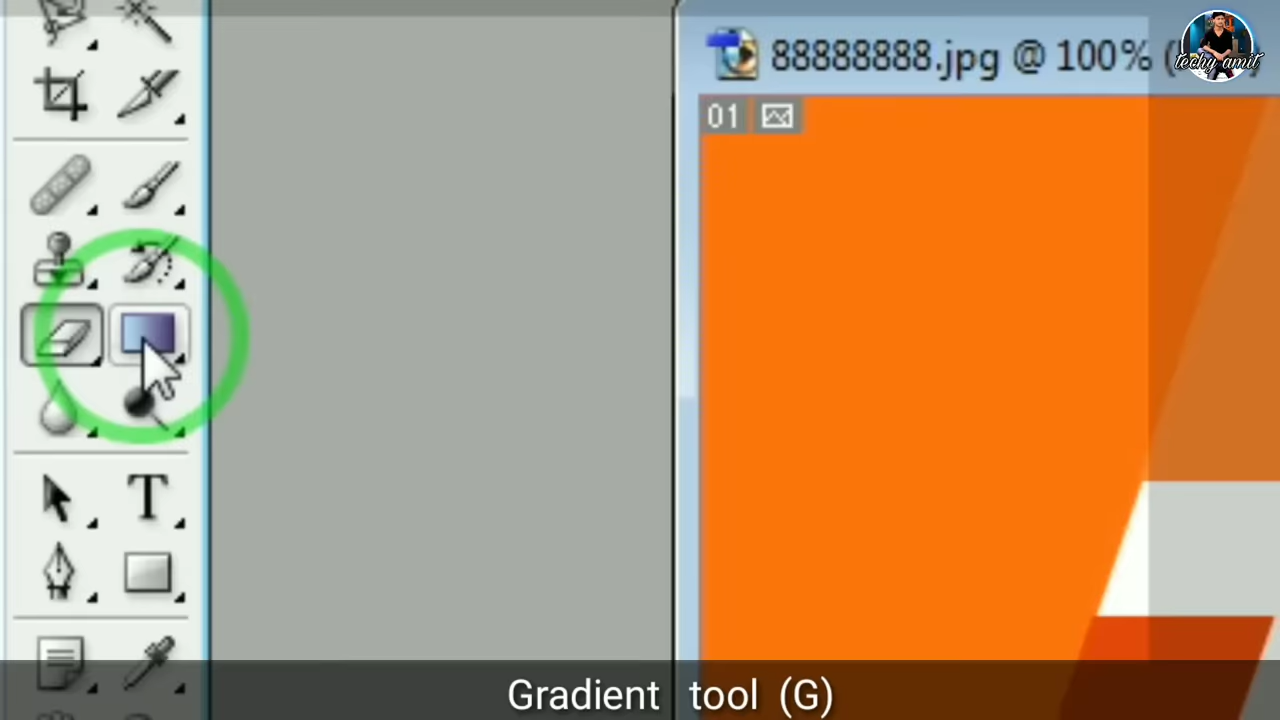 88888888.jpg @ 100% (
techy amit
01
T
Gradient tool (G)